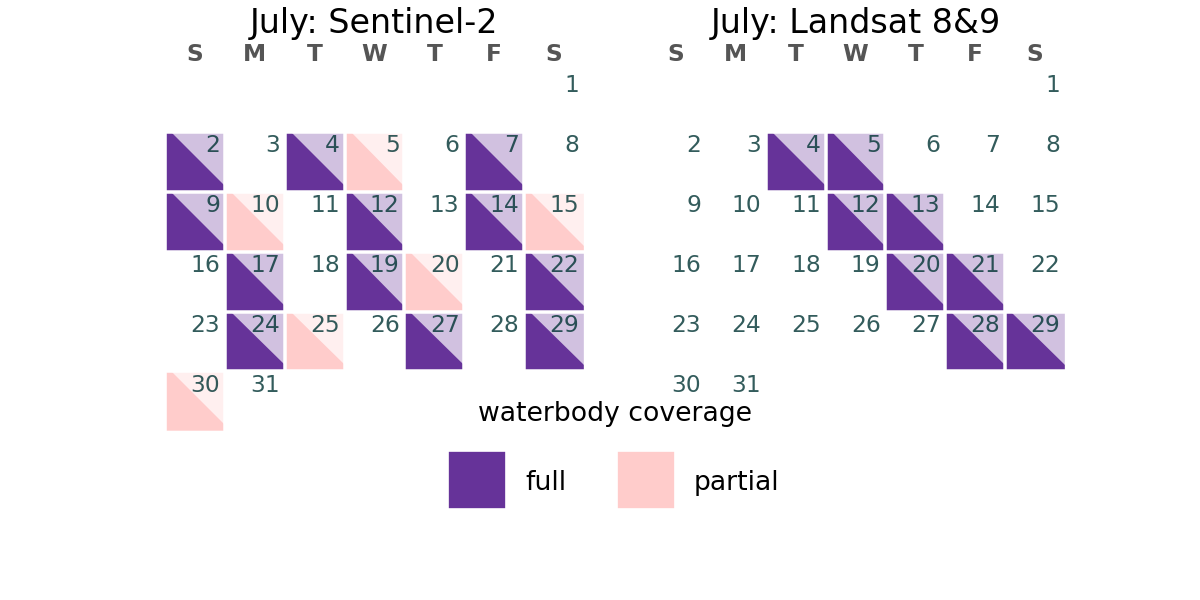 July: Sentinel-2
S M T W T F S
1
2 3 4 5 6 7 8
9 10 11 12 13 14 15
16 17 18 19 20 21 22
23 24 25 26 27 28 29
30 31
July: Landsat 8&9
S M T W T F S
1
2 3 4 5 6 7 8
9 10 11 12 13 14 15
16 17 18 19 20 21 22
23 24 25 26 27 28 29
30 31
waterbody coverage
full partial